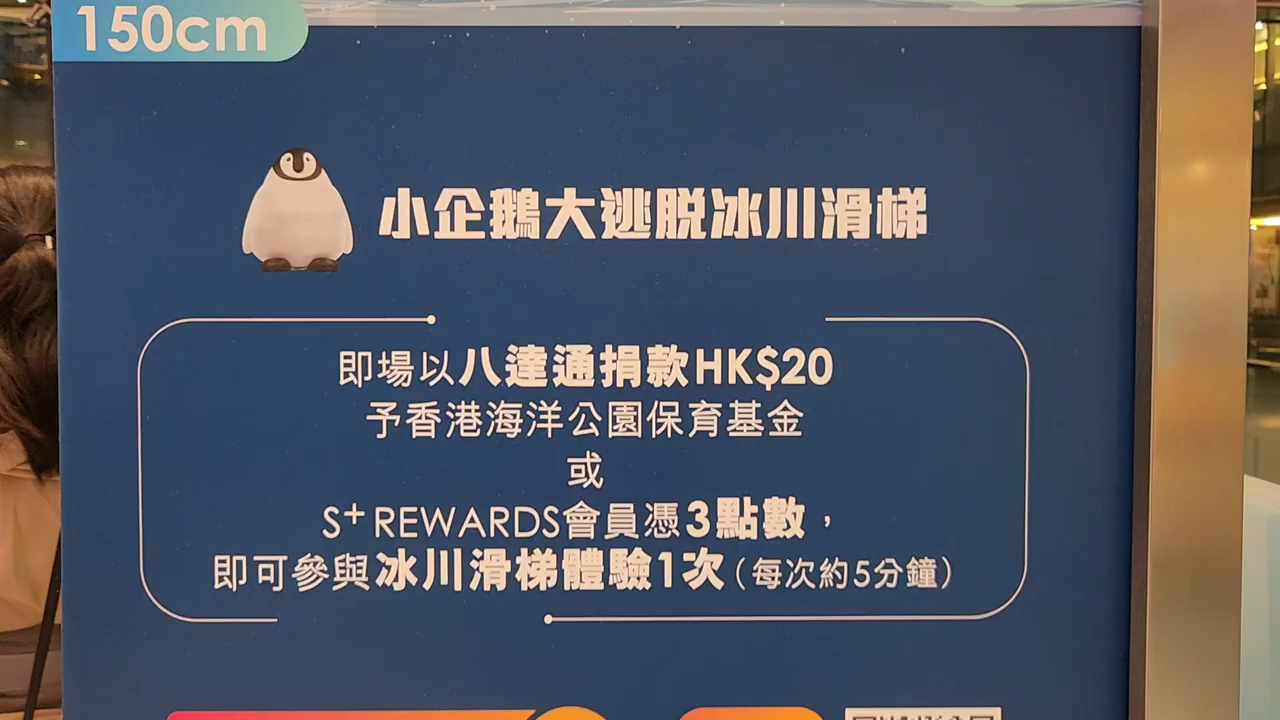 150cm
小企鵝大逃脱冰川滑梯
即場以八達通捐款HK$20
予香港海洋公園保育基金
或
S+ REWARDS會員憑3點數，
即可參與冰川滑梯體驗1次（每次約5分鐘）